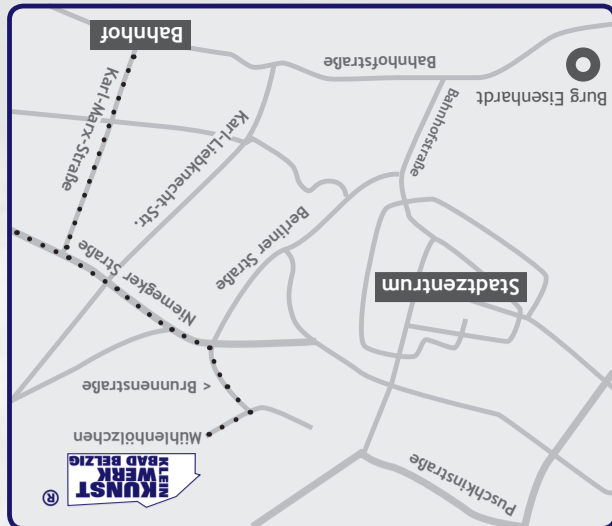 Puschkinstraße
®
KLEIN
KUNST
WERK
BAD BELZIG
Mühlenhölzchen
< Brunnenstraße
Niemegker Straße
Stadtzentrum
Berliner Straße
Karl-Liebknecht-Str.
Karl-Marx-Straße
Bahnhofstraße
Burg Eisenhardt
Bahnhofstraße
Bahnhof